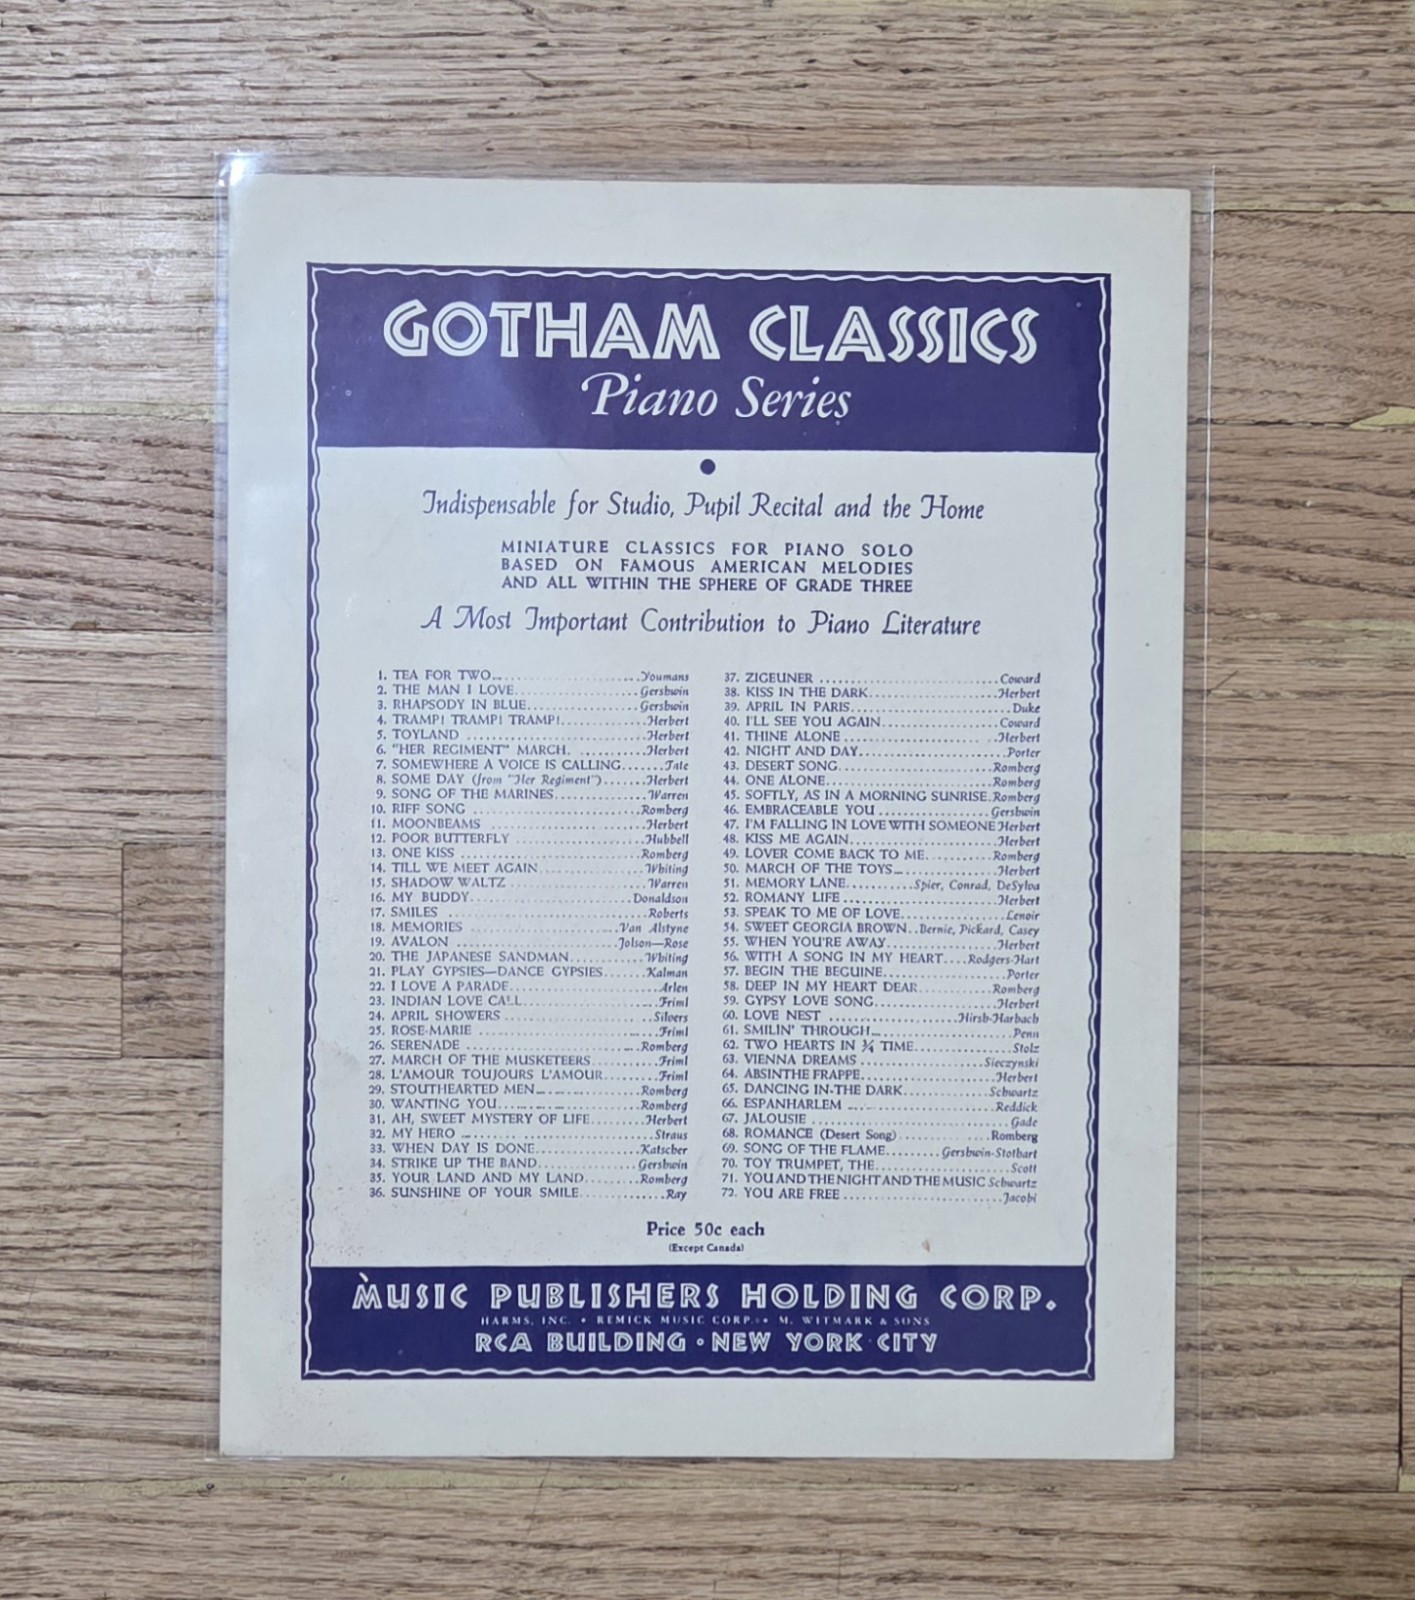 GOTHAM CLASSICS
Piano Series
Indispensable for Studio, Pupil Recital and the Home
MINIATURE CLASSICS FOR PIANO SOLO
BASED ON FAMOUS AMERICAN MELODIES
AND ALL WITHIN THE SPHERE OF GRADE THREE
A Most Important Contribution to Piano Literature
1. TEA FOR TWO Youmans
2. THE MAN I LOVE Gershwin
3. RHAPSODY IN BLUE Gershwin
4. TRAMP! TRAMP! TRAMP! Herbert
5. TOYLAND Herbert
6. "HER REGIMENT" MARCH. Herbert
7. SOMEWHERE A VOICE IS CALLING Tate
8. SOME DAY (from "Her Regiment") Herbert
9. SONG OF THE MARINES Warren
10. RIFF SONG Romberg
11. MOONBEAMS Herbert
12. POOR BUTTERFLY Hubbell
13. ONE KISS Romberg
14. TILL WE MEET AGAIN Whiting
15. SHADOW WALTZ Warren
16. MY BUDDY Donaldson
17. SMILES Roberts
18. MEMORIES Van Alstyne
19. AVALON Jolson—Rose
20. THE JAPANESE SANDMAN Whiting
21. PLAY GYPSIES—DANCE GYPSIES Kalman
22. I LOVE A PARADE Arlen
23. INDIAN LOVE CALL Friml
24. APRIL SHOWERS Silvers
25. ROSE-MARIE Friml
26. SERENADE Romberg
27. MARCH OF THE MUSKETEERS Friml
28. L'AMOUR TOUJOURS L'AMOUR Friml
29. STOUTHEARTED MEN Romberg
30. WANTING YOU Romberg
31. AH, SWEET MYSTERY OF LIFE Herbert
32. MY HERO Straus
33. WHEN DAY IS DONE Katscher
34. STRIKE UP THE BAND Gershwin
35. YOUR LAND AND MY LAND Romberg
36. SUNSHINE OF YOUR SMILE Ray
37. ZIGEUNER Coward
38. KISS IN THE DARK Herbert
39. APRIL IN PARIS Duke
40. I'LL SEE YOU AGAIN Coward
41. THINE ALONE Herbert
42. NIGHT AND DAY Porter
43. DESERT SONG Romberg
44. ONE ALONE Romberg
45. SOFTLY, AS IN A MORNING SUNRISE Romberg
46. EMBRACEABLE YOU Gershwin
47. I'M FALLING IN LOVE WITH SOMEONE Herbert
48. KISS ME AGAIN Herbert
49. LOVER COME BACK TO ME Romberg
50. MARCH OF THE TOYS Herbert
51. MEMORY LANE Spier, Conrad, DeSylva
52. ROMANY LIFE Herbert
53. SPEAK TO ME OF LOVE Lenoir
54. SWEET GEORGIA BROWN Bernie, Pickard, Casey
55. WHEN YOU'RE AWAY Herbert
56. WITH A SONG IN MY HEART Rodgers-Hart
57. BEGIN THE BEGUINE Porter
58. DEEP IN MY HEART DEAR Romberg
59. GYPSY LOVE SONG Herbert
60. LOVE NEST Hirsh-Harbach
61. SMILIN' THROUGH Penn
62. TWO HEARTS IN ¾ TIME Stolz
63. VIENNA DREAMS Sieczynski
64. ABSINTHE FRAPPE Herbert
65. DANCING IN-THE DARK Schwartz
66. ESPANHARLEM Reddick
67. JALOUSIE Gade
68. ROMANCE (Desert Song) Romberg
69. SONG OF THE FLAME Gershwin-Stothart
70. TOY TRUMPET, THE Scott
71. YOU AND THE NIGHT AND THE MUSIC Schwartz
72. YOU ARE FREE Jacobi
Price 50c each
(Except Canada)
MUSIC PUBLISHERS HOLDING CORP.
HARMS, INC. • REMICK MUSIC CORP. • M. WITMARK & SONS
RCA BUILDING • NEW YORK CITY